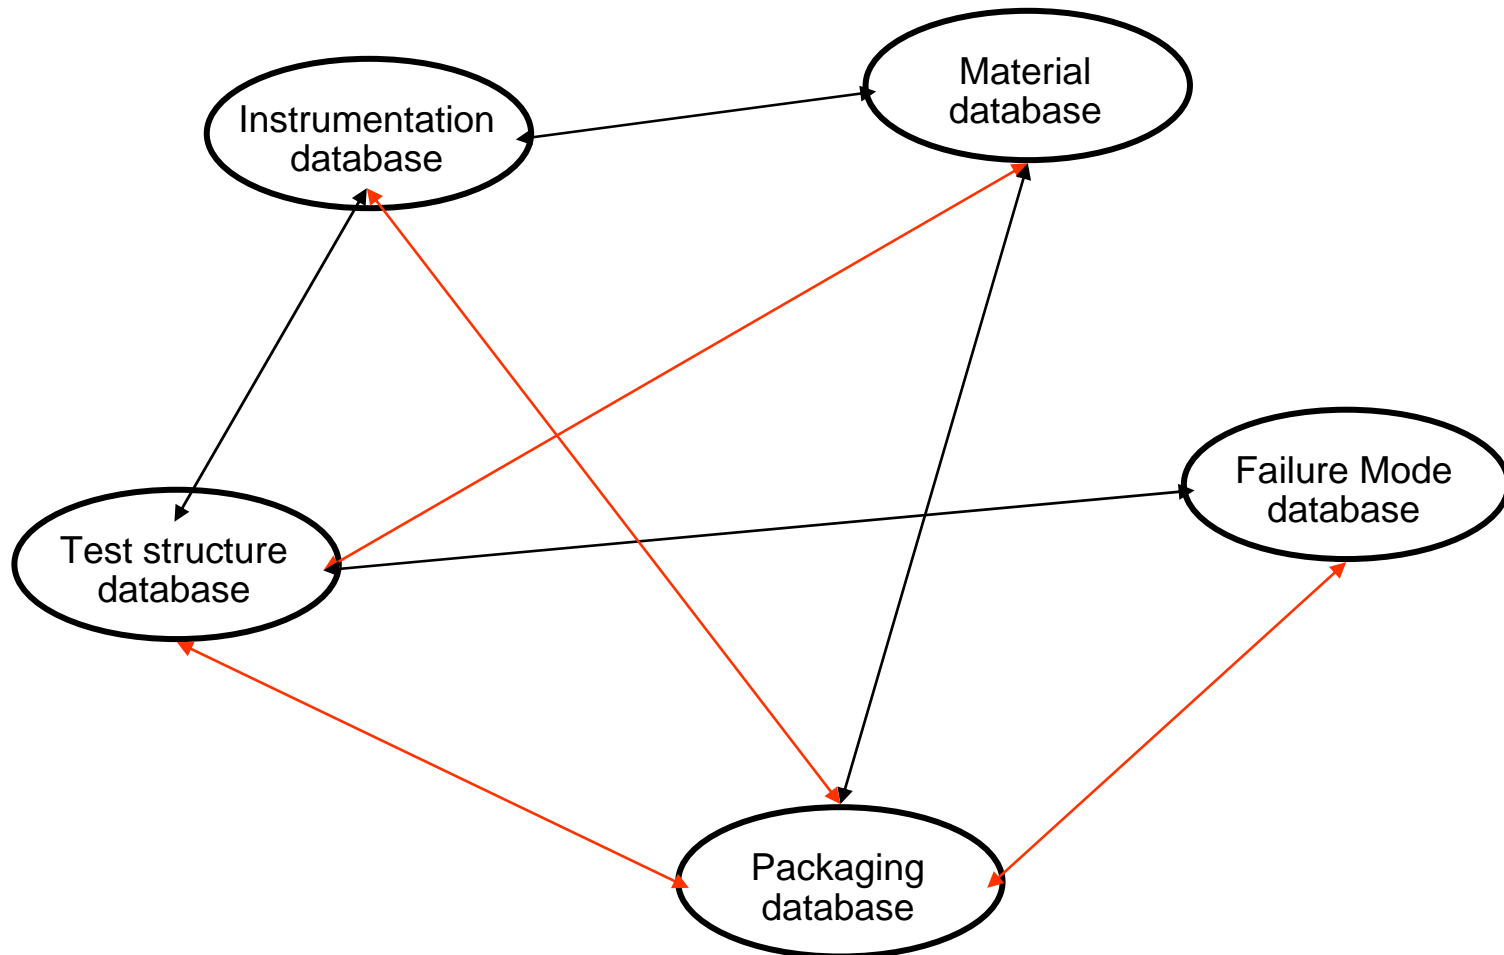 Material
database
Instrumentation
database
Failure Mode
database
Test structure
database
Packaging
database